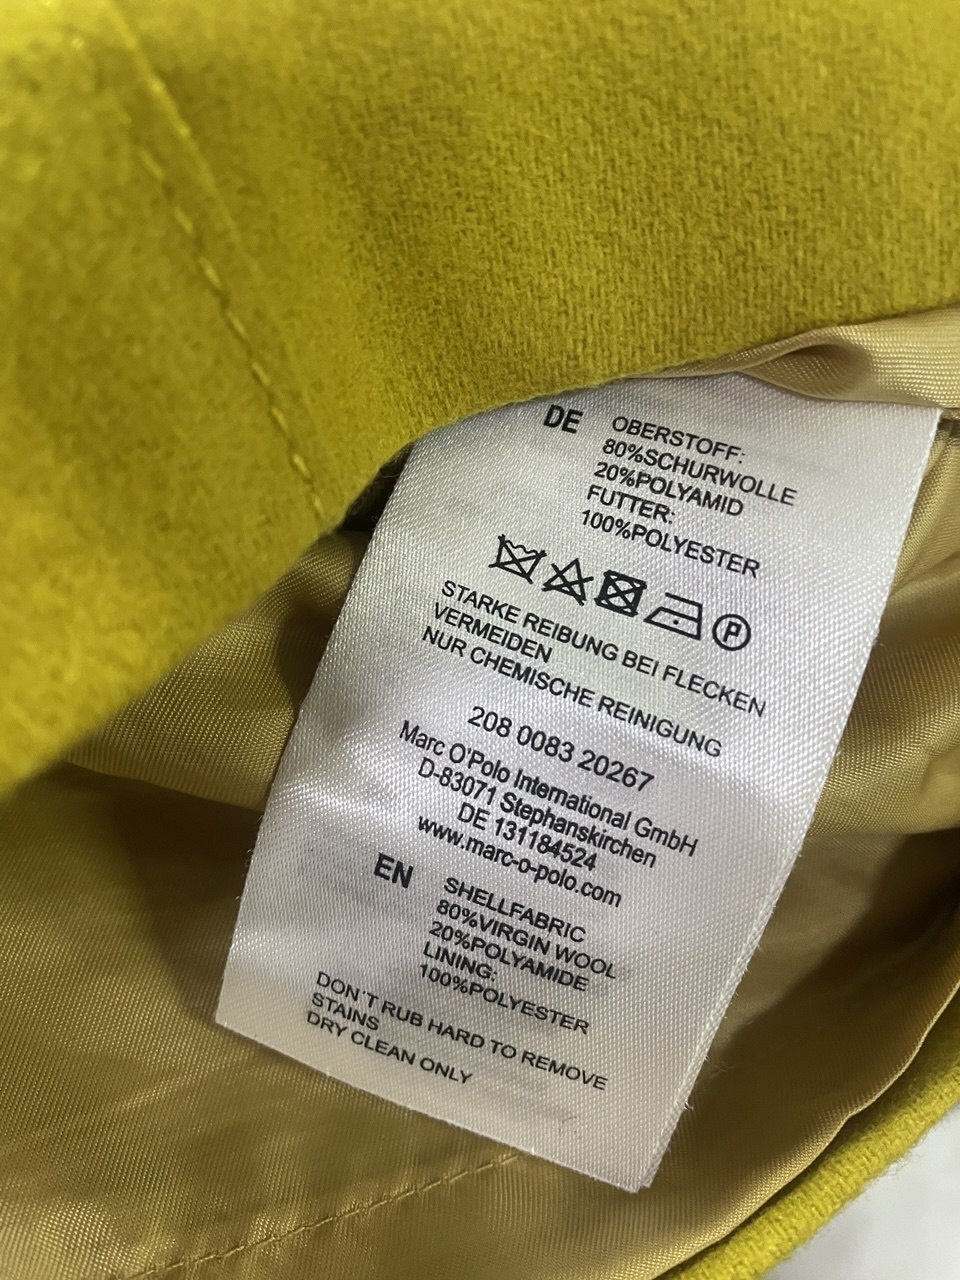 DE
OBERSTOFF:
80%SCHURWOLLE
20%POLYAMID
FUTTER:
100%POLYESTER
P
STARKE REIBUNG BEI FLECKEN
VERMEIDEN
NUR CHEMISCHE REINIGUNG
208 0083 20267
Marc O'Polo International GmbH
D-83071 Stephanskirchen
DE 131184524
www.marc-o-polo.com
EN
SHELLFABRIC
80%VIRGIN WOOL
20%POLYAMIDE
LINING:
100%POLYESTER
DON'T RUB HARD TO REMOVE
STAINS
DRY CLEAN ONLY